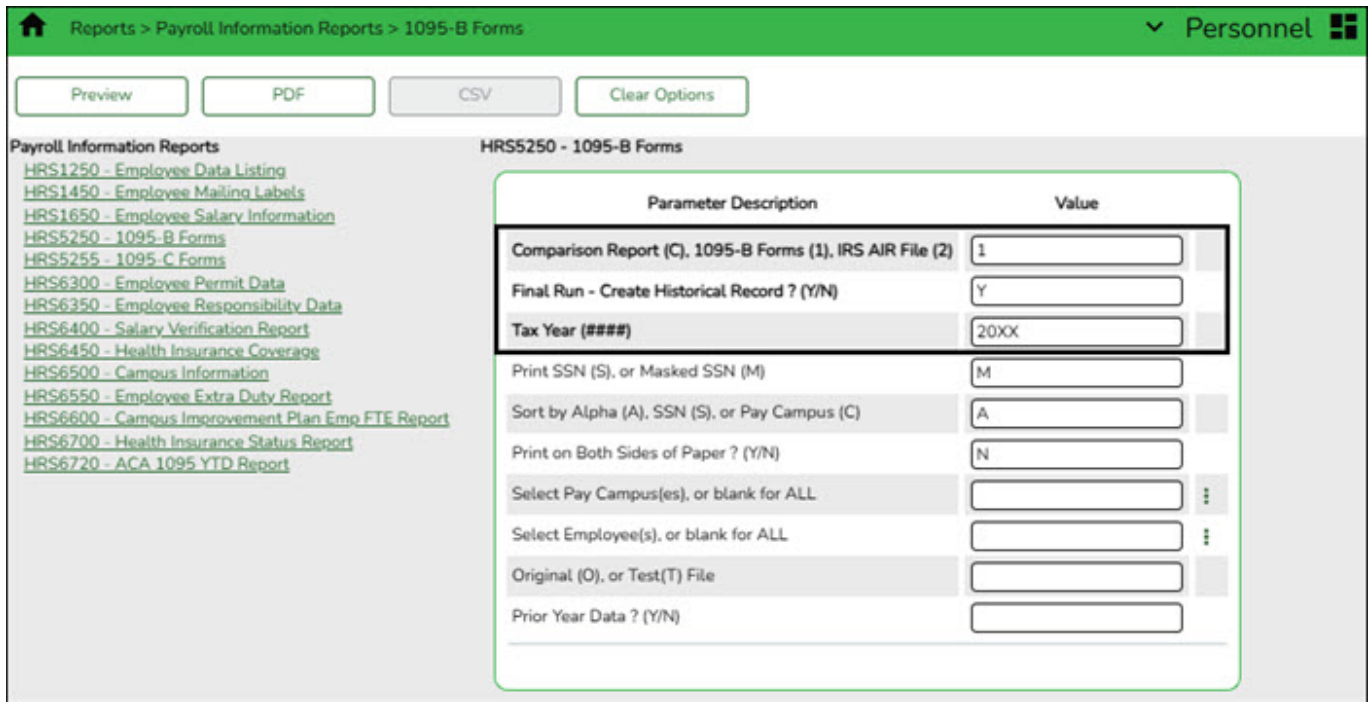 Reports > Payroll Information Reports > 1095-B Forms
Personnel
Preview
PDF
CSV
Clear Options
Payroll Information Reports
HRS1250 - Employee Data Listing
HRS1450 - Employee Mailing Labels
HRS1650 - Employee Salary Information
HRS5250 - 1095-B Forms
HRS5255 - 1095-C Forms
HRS6300 - Employee Permit Data
HRS6350 - Employee Responsibility Data
HRS6400 - Salary Verification Report
HRS6450 - Health Insurance Coverage
HRS6500 - Campus Information
HRS6550 - Employee Extra Duty Report
HRS6600 - Campus Improvement Plan Emp FTE Report
HRS6700 - Health Insurance Status Report
HRS6720 - ACA 1095 YTD Report
HRS5250 - 1095-B Forms
Parameter Description Value
Comparison Report (C), 1095-B Forms (1), IRS AIR File (2) 1
Final Run - Create Historical Record ? (Y/N) Y
Tax Year (####) 20XX
Print SSN (S), or Masked SSN (M) M
Sort by Alpha (A), SSN (S), or Pay Campus (C) A
Print on Both Sides of Paper ? (Y/N) N
Select Pay Campus(es), or blank for ALL
Select Employee(s), or blank for ALL
Original (O), or Test(T) File
Prior Year Data ? (Y/N)